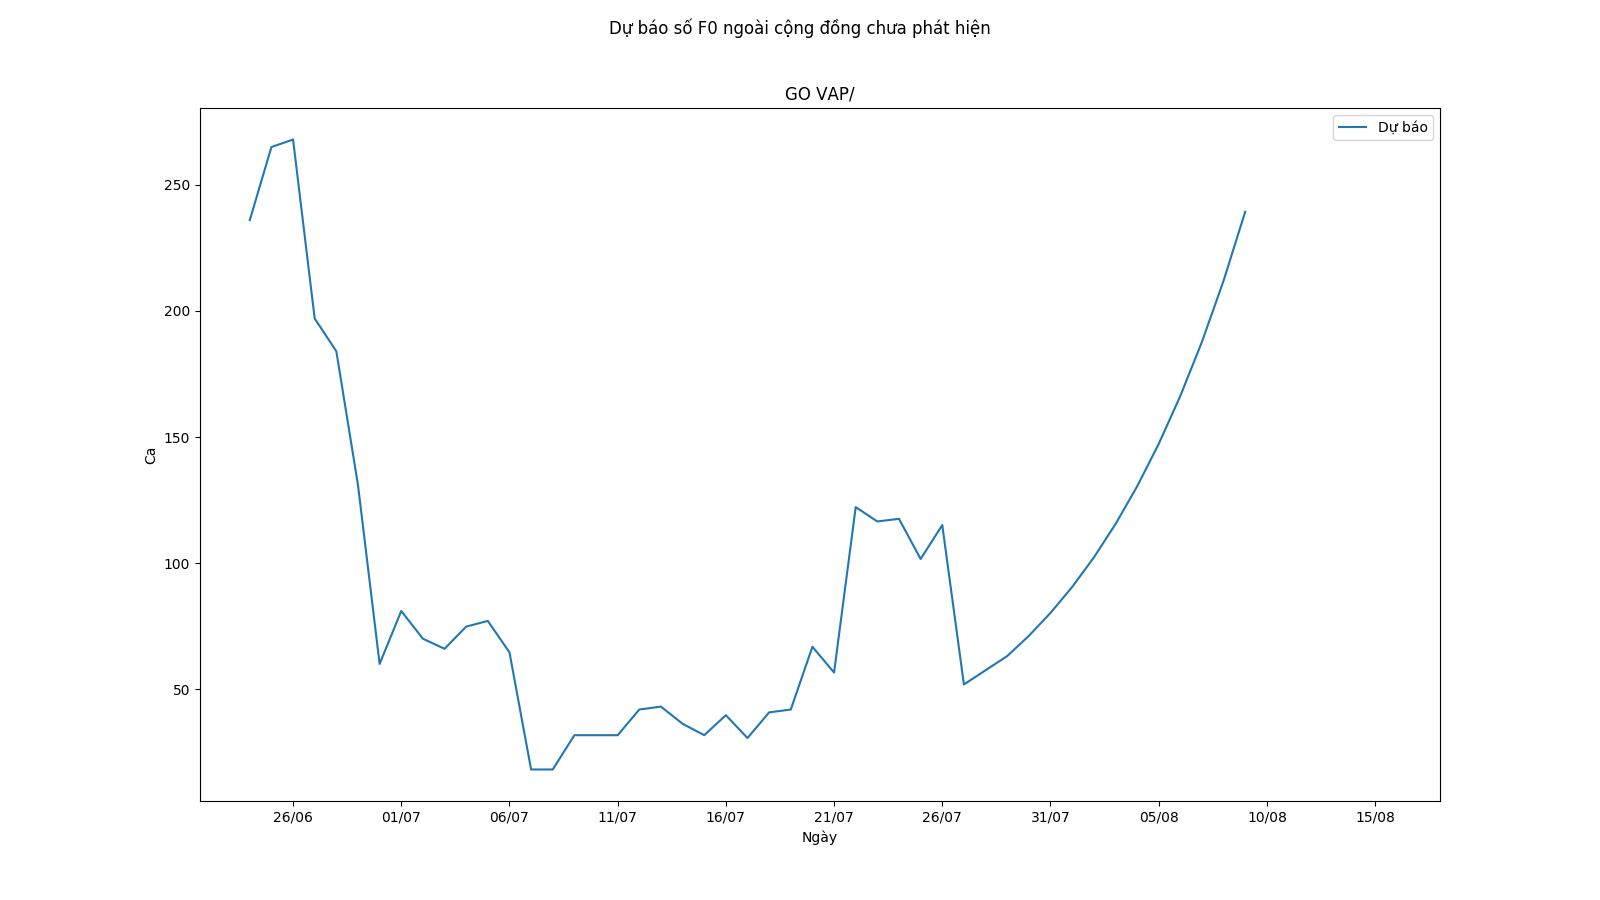 Dự báo số F0 ngoài cộng đồng chưa phát hiện
GO VAP/
Dự báo
250
200
150
100
50
Ca
26/06 01/07 06/07 11/07 16/07 21/07 26/07 31/07 05/08 10/08 15/08
Ngày